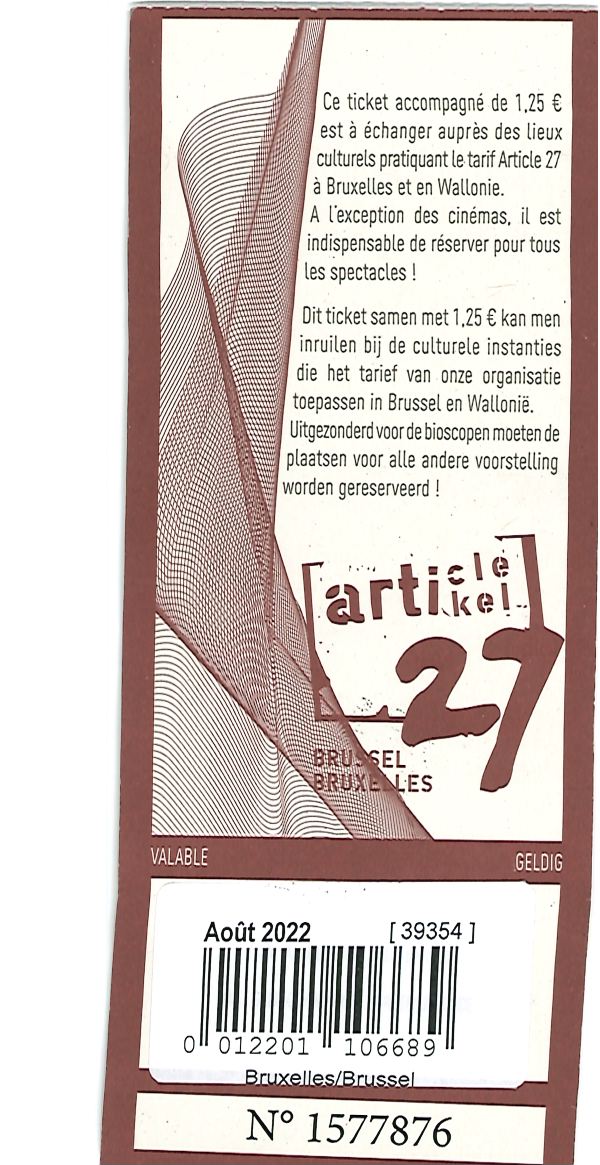 Ce ticket accompagné de 1,25 €
est à échanger auprès des lieux
culturels pratiquant le tarif Article 27
à Bruxelles et en Wallonie.
A l'exception des cinémas, il est
indispensable de réserver pour tous
les spectacles !
Dit ticket samen met 1,25 € kan men
inruilen bij de culturele instanties
die het tarief van onze organisatie
toepassen in Brussel en Wallonië.
Uitgezonderd voor de bioscopen moeten de
plaatsen voor alle andere voorstelling
worden gereserveerd !
[article
kel]
27
BRUSSEL
BRUXELLES
VALABLE GELDIG
Août 2022 [ 39354 ]
0 012201 106689
Bruxelles/Brussel
N° 1577876